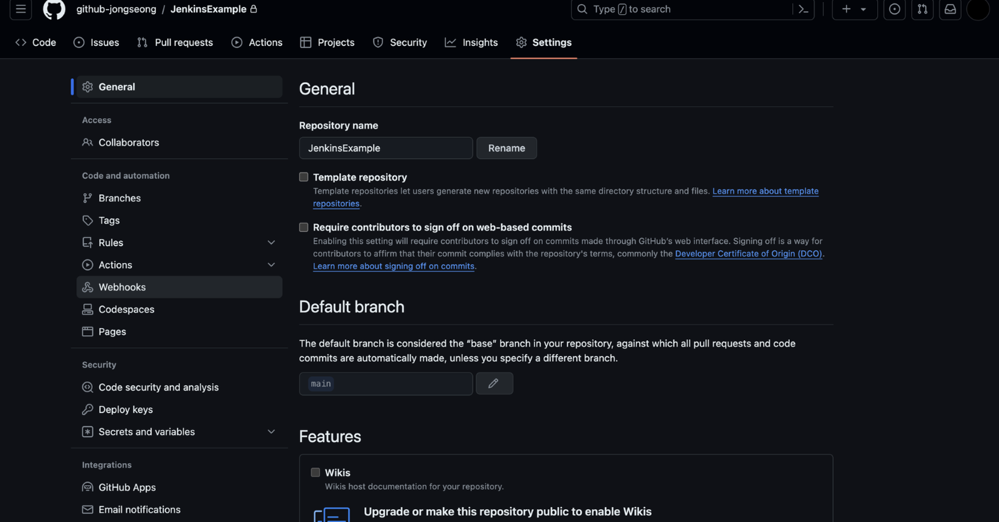 github-jongseong / JenkinsExample
Type / to search
Code
Issues
Pull requests
Actions
Projects
Security
Insights
Settings
General
Access
Collaborators
Code and automation
Branches
Tags
Rules
Actions
Webhooks
Codespaces
Pages
Security
Code security and analysis
Deploy keys
Secrets and variables
Integrations
GitHub Apps
Email notifications
General
Repository name
JenkinsExample
Rename
Template repository
Template repositories let users generate new repositories with the same directory structure and files. Learn more about template
repositories.
Require contributors to sign off on web-based commits
Enabling this setting will require contributors to sign off on commits made through GitHub’s web interface. Signing off is a way for
contributors to affirm that their commit complies with the repository's terms, commonly the Developer Certificate of Origin (DCO).
Learn more about signing off on commits.
Default branch
The default branch is considered the “base” branch in your repository, against which all pull requests and code
commits are automatically made, unless you specify a different branch.
main
Features
Wikis
Wikis host documentation for your repository.
Upgrade or make this repository public to enable Wikis